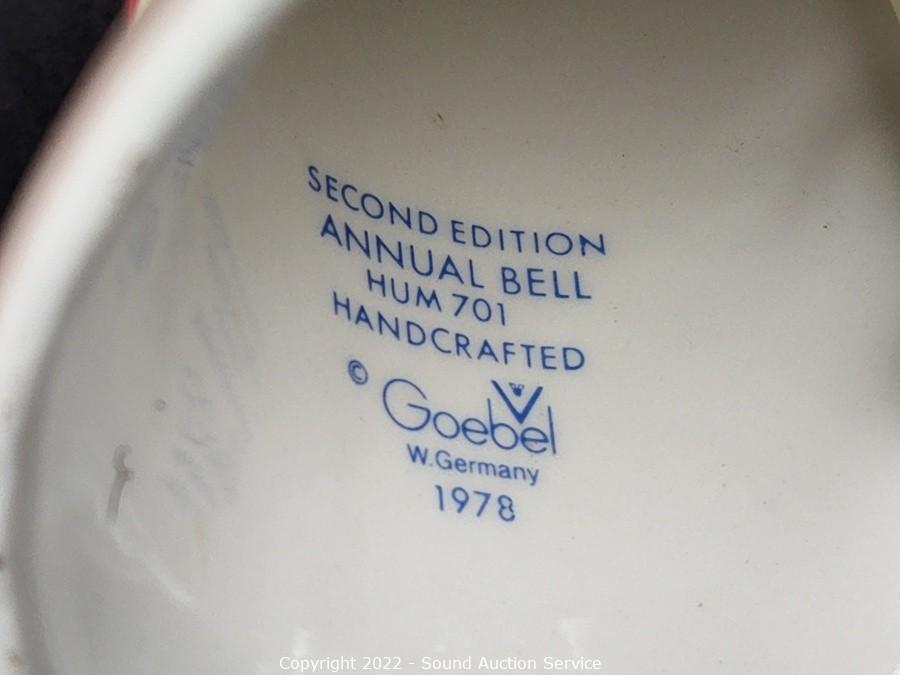 SECOND EDITION
ANNUAL BELL
HUM 701
HANDCRAFTED
© Goebel
W. Germany
1978
Copyright 2022 - Sound Auction Service